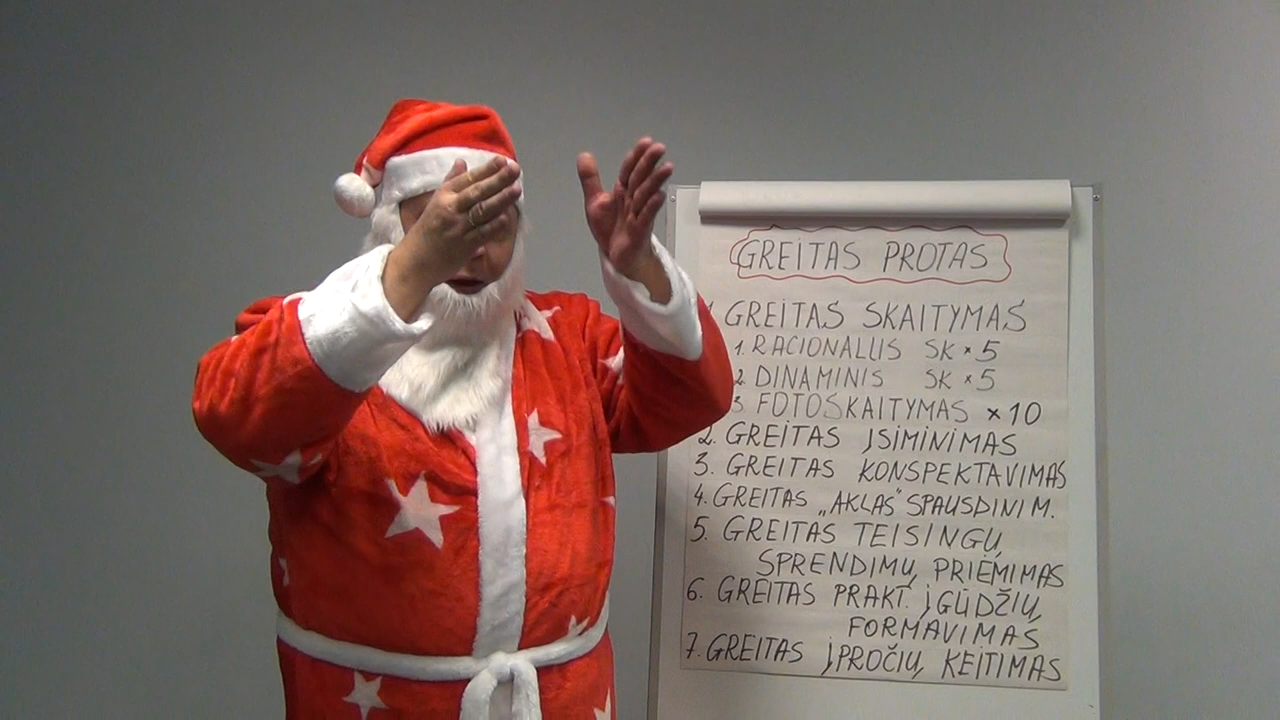 GREITAS PROTAS
1 GREITAS SKAITYMAS
1. RACIONALUS SK × 5
2. DINAMINIS SK × 5
3. FOTOSKAITYMAS × 10
2. GREITAS ĮSIMINIMAS
3. GREITAS KONSPEKTAVIMAS
4. GREITAS „AKLAS" SPAUSDINIM.
5. GREITAS TEISINGŲ
SPRENDIMŲ PRIĖMIMAS
6. GREITAS PRAKT. ĮGŪDŽIŲ
FORMAVIMAS
7. GREITAS ĮPROČIŲ KEITIMAS